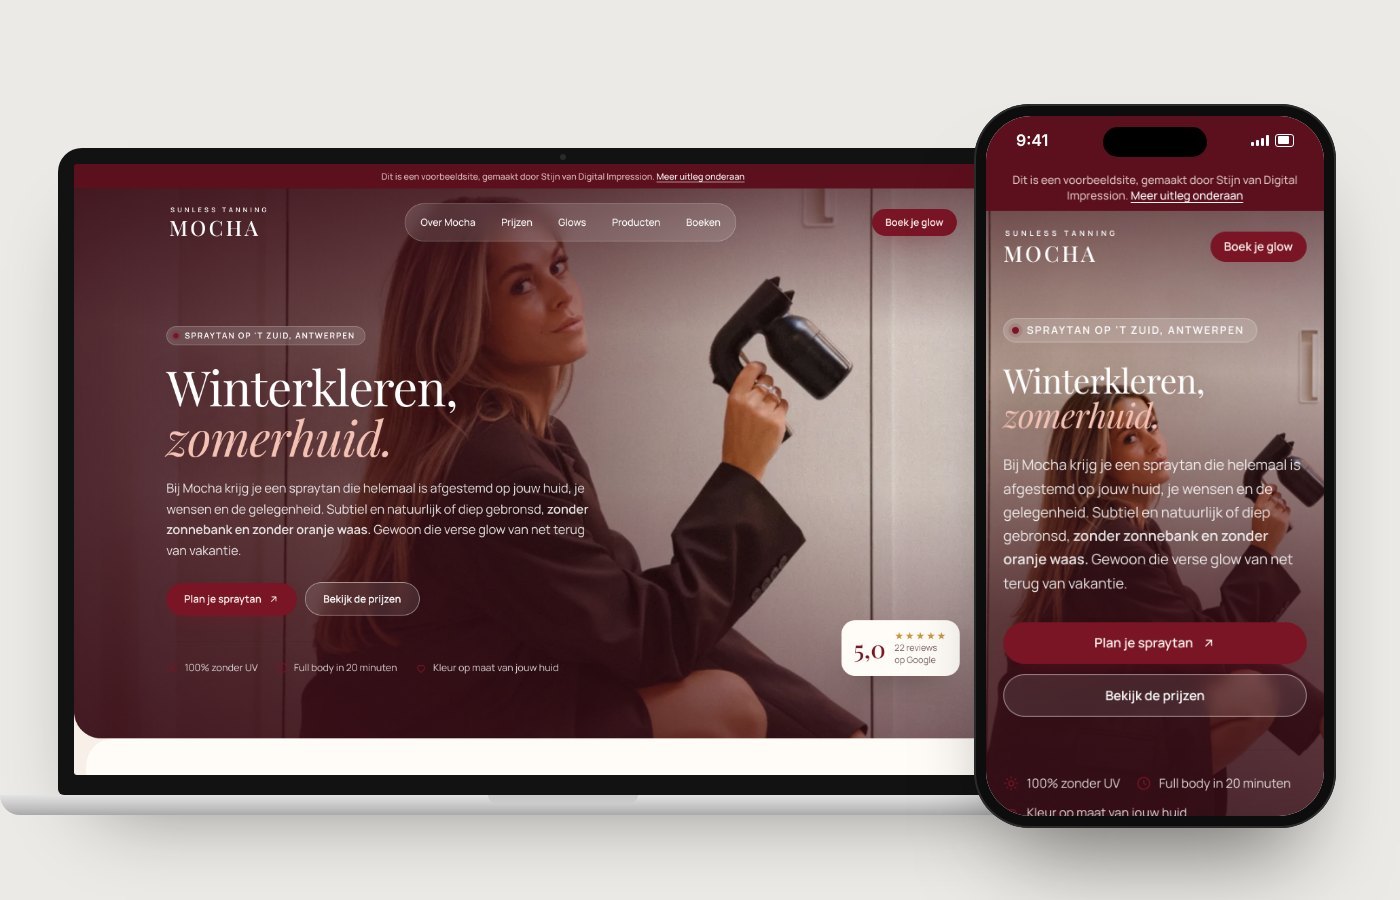 Dit is een voorbeeldsite, gemaakt door Stijn van Digital Impression. Meer uitleg onderaan
SUNLESS TANNING
MOCHA
Over Mocha Prijzen Glows Producten Boeken
Boek je glow
SPRAYTAN OP 'T ZUID, ANTWERPEN
Winterkleren,
zomerhuid.
Bij Mocha krijg je een spraytan die helemaal is afgestemd op jouw huid, je
wensen en de gelegenheid. Subtiel en natuurlijk of diep gebronsd, zonder
zonnebank en zonder oranje waas. Gewoon die verse glow van net terug
van vakantie.
Plan je spraytan ↗
Bekijk de prijzen
100% zonder UV Full body in 20 minuten Kleur op maat van jouw huid
5,0
★★★★★
22 reviews
op Google
9:41
Dit is een voorbeeldsite, gemaakt door Stijn van Digital
Impression. Meer uitleg onderaan
SUNLESS TANNING
MOCHA
Boek je glow
SPRAYTAN OP 'T ZUID, ANTWERPEN
Winterkleren,
zomerhuid.
Bij Mocha krijg je een spraytan die helemaal is
afgestemd op jouw huid, je wensen en de
gelegenheid. Subtiel en natuurlijk of diep
gebronsd, zonder zonnebank en zonder
oranje waas. Gewoon die verse glow van net
terug van vakantie.
Plan je spraytan ↗
Bekijk de prijzen
100% zonder UV Full body in 20 minuten
Kleur op maat van jouw huid